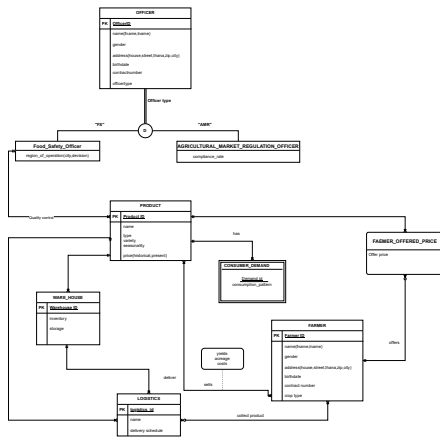 OFFICER
PK OfficerID
name(fname,lname)
gender
address(house,street,thana,zip,city)
birthdate
contractnumber
officertype
Officer type
"FS"
"AMR"
D
Food_Safety_Officer
region_of_operation(city,division)
AGRICULTURAL_MARKET_REGULATION_OFFICER
compliance_rate
Quality control
PRODUCT
PK Product ID
name
type
variety
seasonality
price(historical,present)
has
CONSUMER_DEMAND
Demand id
consumption_pattern
FAEMER_OFFERED_PRICE
Offer price
WARE_HOUSE
PK Warehouse ID
inventory
storage
yields
acreage
costs
FARMER
PK Farmer ID
name(fname,lname)
gender
address(house,street,thana,zip,city)
birthdate
contract number
crop type
offers
deliver
sells
LOGISTICS
PK logistics_id
name
delivery schedule
collect product